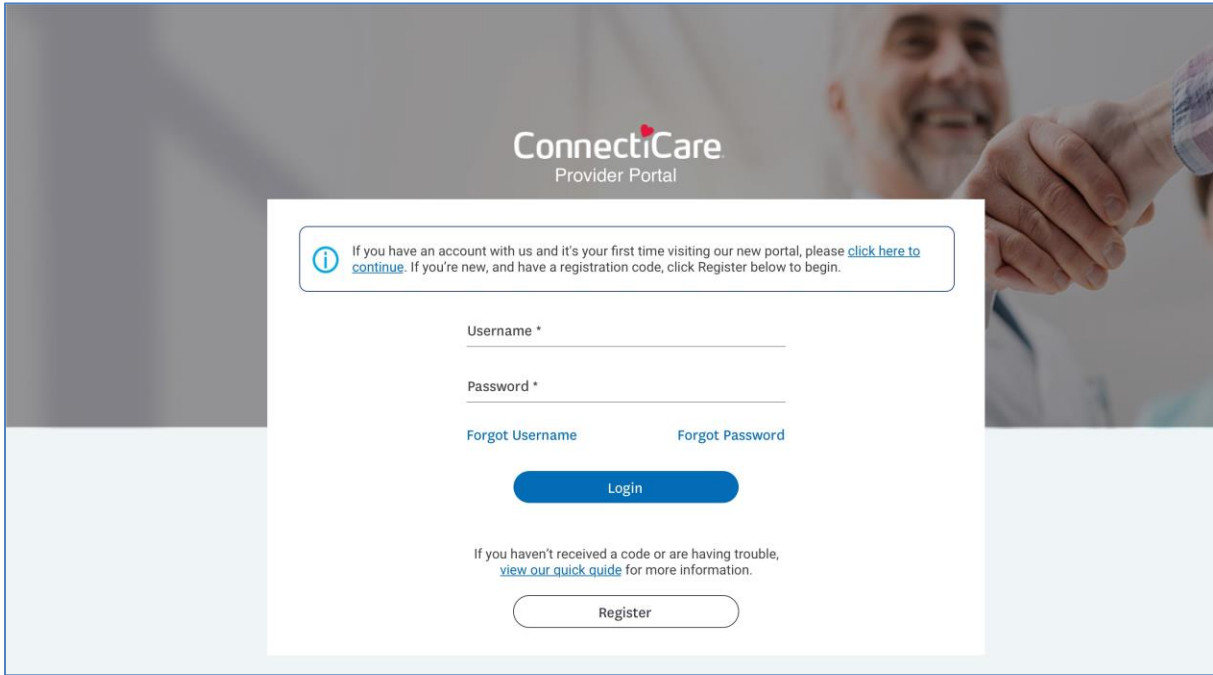 ConnectiCare
Provider Portal
If you have an account with us and it's your first time visiting our new portal, please click here to
continue. If you're new, and have a registration code, click Register below to begin.
Username *
Password *
Forgot Username Forgot Password
Login
If you haven't received a code or are having trouble,
view our quick quide for more information.
Register